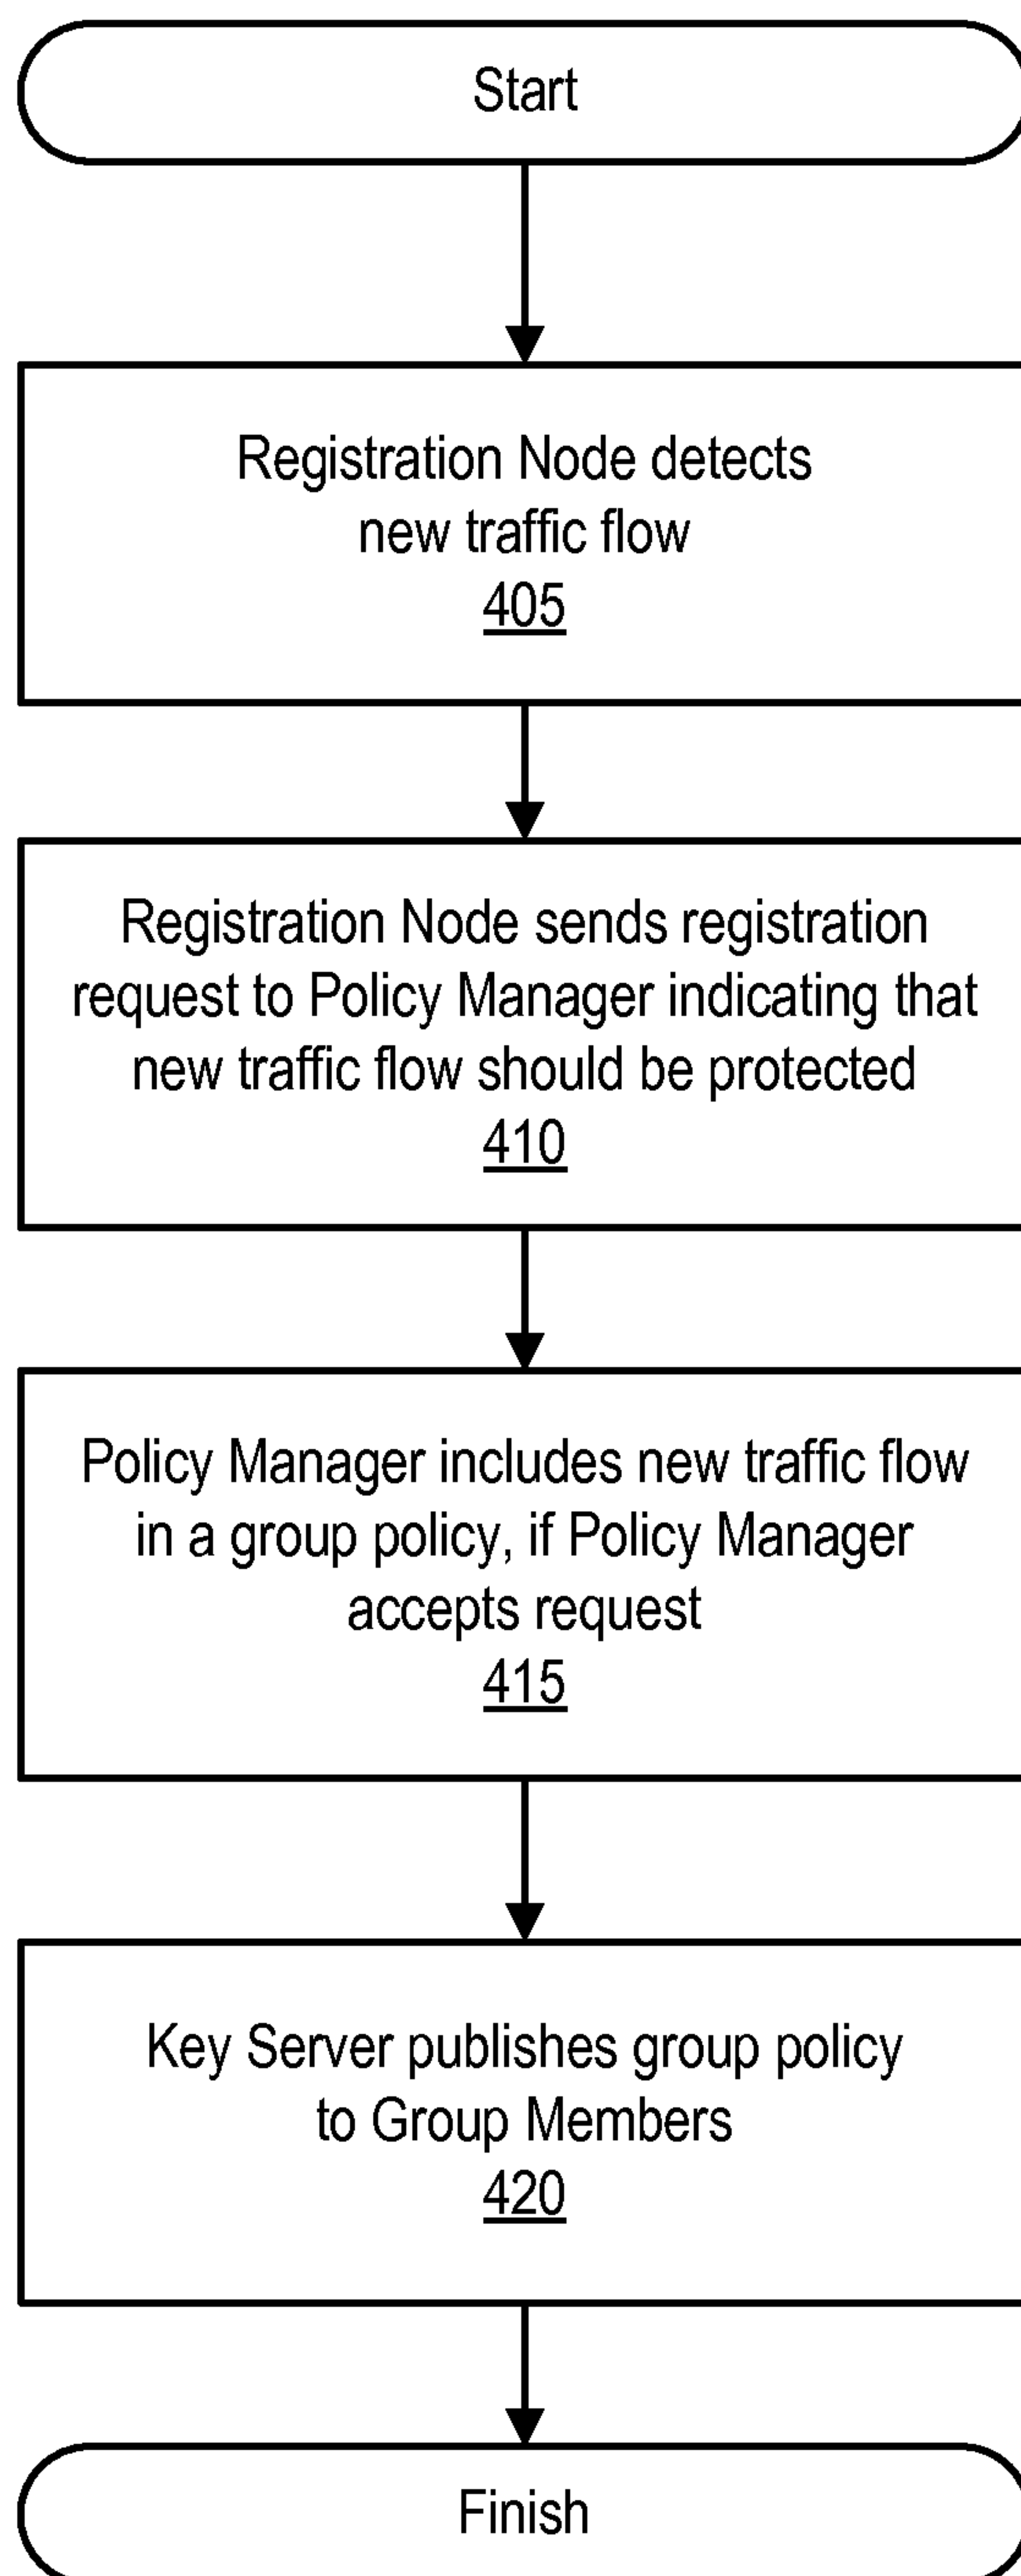 Start
Registration Node detects
new traffic flow
405
Registration Node sends registration
request to Policy Manager indicating that
new traffic flow should be protected
410
Policy Manager includes new traffic flow
in a group policy, if Policy Manager
accepts request
415
Key Server publishes group policy
to Group Members
420
Finish